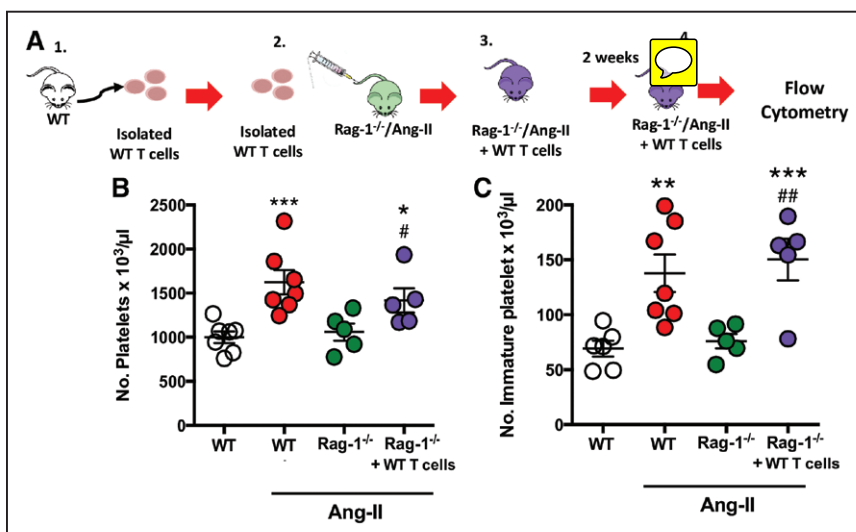 A
1.
2.
3.
4
2 weeks
WT
Isolated
WT T cells
Isolated
WT T cells
Rag-1-/-/Ang-II
Rag-1-/-/Ang-II
+ WT T cells
Rag-1-/-/Ang-II
+ WT T cells
Flow
Cytometry
B
No. Platelets x 10³/µl
2500
2000
1500
1000
500
0
***
*
#
WT
WT
Rag-1-/-
Rag-1-/-
+ WT T cells
Ang-II
C
No. Immature platelet x 10³/µl
200
150
100
50
0
**
***
##
WT
WT
Rag-1-/-
Rag-1-/-
+ WT T cells
Ang-II